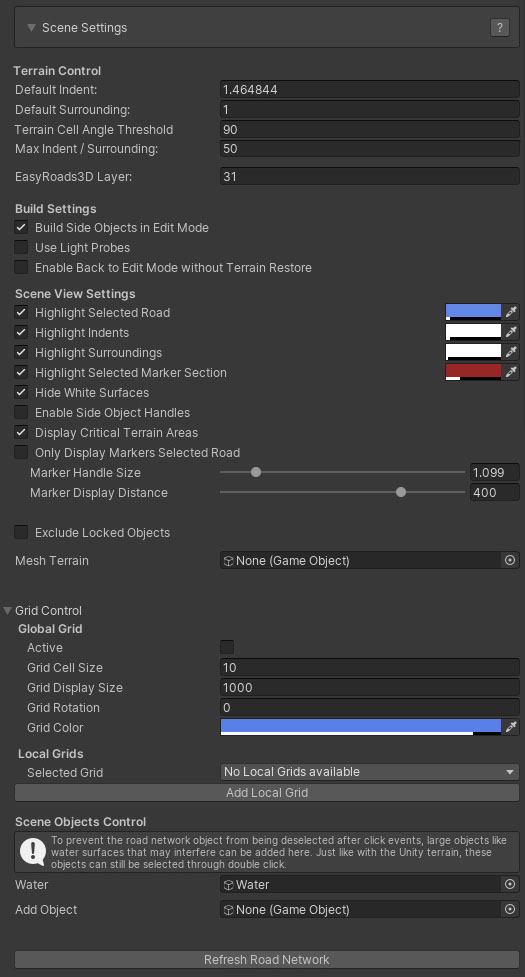 Scene Settings ?
Terrain Control
Default Indent: 1.464844
Default Surrounding: 1
Terrain Cell Angle Threshold 90
Max Indent / Surrounding: 50
EasyRoads3D Layer: 31
Build Settings
Build Side Objects in Edit Mode
Use Light Probes
Enable Back to Edit Mode without Terrain Restore
Scene View Settings
Highlight Selected Road
Highlight Indents
Highlight Surroundings
Highlight Selected Marker Section
Hide White Surfaces
Enable Side Object Handles
Display Critical Terrain Areas
Only Display Markers Selected Road
Marker Handle Size 1.099
Marker Display Distance 400
Exclude Locked Objects
Mesh Terrain None (Game Object)
Grid Control
Global Grid
Active
Grid Cell Size 10
Grid Display Size 1000
Grid Rotation 0
Grid Color
Local Grids
Selected Grid No Local Grids available
Add Local Grid
Scene Objects Control
To prevent the road network object from being deselected after click events, large objects like
water surfaces that may interfere can be added here. Just like with the Unity terrain, these
objects can still be selected through double click.
Water Water
Add Object None (Game Object)
Refresh Road Network